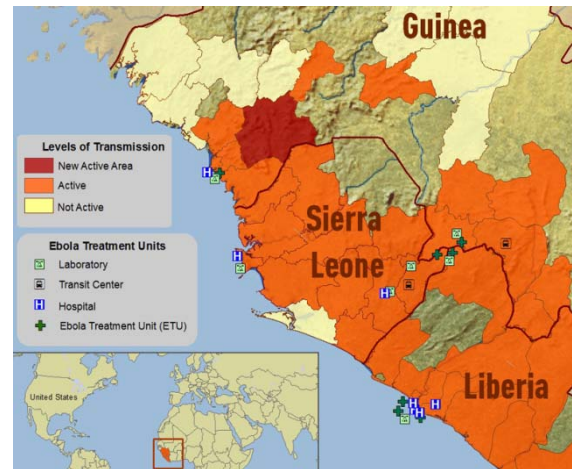 Guinea
Levels of Transmission
New Active Area
Active
Not Active
Sierra
Leone
Ebola Treatment Units
Laboratory
Transit Center
H Hospital
Ebola Treatment Unit (ETU)
Liberia
United States
H
H
H
H
H
H
H